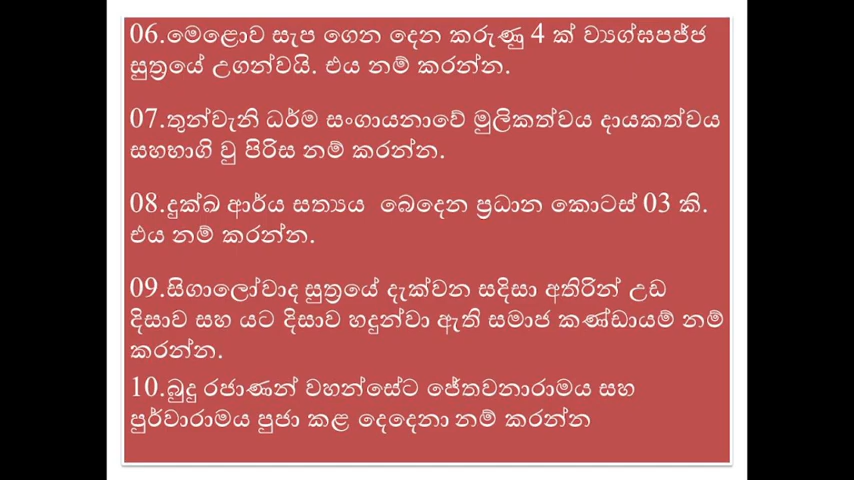 06.මෙළොව සැප ගෙන දෙන කරුණු 4 ක් ව්‍යග්ඝපජ්ජ
සුත්‍රයේ උගන්වයි. එය නම් කරන්න.
07.තුන්වැනි ධර්ම සංගායනාවේ මුලිකත්වය දායකත්වය
සහභාගි වු පිරිස නම් කරන්න.
08.දුක්ඛ ආර්ය සත්‍යය බෙදෙන ප්‍රධාන කොටස් 03 කි.
එය නම් කරන්න.
09.සිගාලෝවාද සුත්‍රයේ දැක්වන සදිසා අතිරින් උඩ
දිසාව සහ යට දිසාව හදුන්වා ඇති සමාජ කණ්ඩායම් නම්
කරන්න.
10.බුදු රජාණන් වහන්සේට ජේතවනාරාමය සහ
පුර්වාරාමය පුජා කළ දෙදෙනා නම් කරන්න